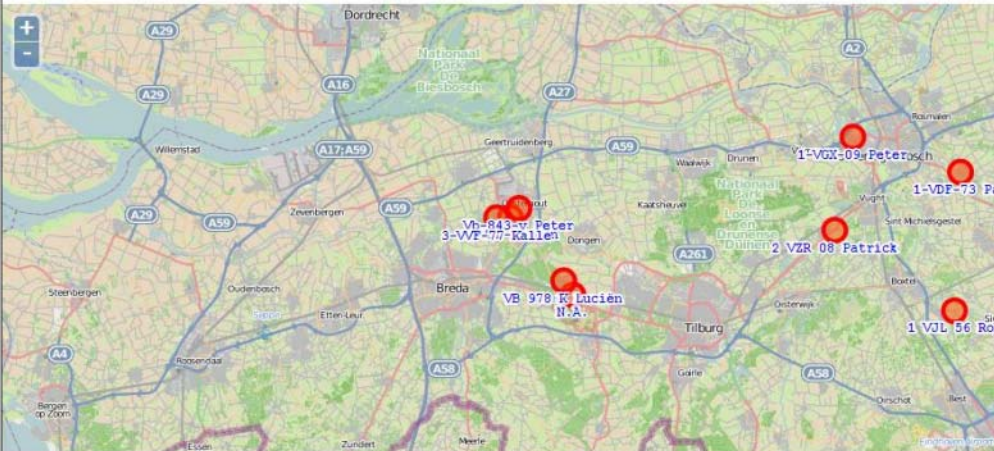 +
-
Dordrecht
A29
A2
Nationaal
Park
De
Biesbosch
A16
A27
A29
Rosmalen
Geertruidenberg
A59
A17;A59
Willemstad
Waalwijk
Drunen
1-VGX-09 Peter
1-VDF-73
Nationaal
Park
De
Loonse
en
Drunense
Duinen
Vught
Kaatsheuvel
Zevenbergen
A59
A29
A59
Sint Michielsgestel
Vb-843-v Peter
3-VVF-77-Kallen
Dongen
2 VZR 08 Patrick
A261
Boxtel
Breda
VB 978 K Luciën
N.A.
Steenbergen
Oudenbosch
Oisterwijk
Seppe
Etten-Leur
Tilburg
1 VJL 56
A4
Roosendaal
A58
Goirle
A58
Bergen
op Zoom
Oirschot
Best
Essen
Zundert
Meerle